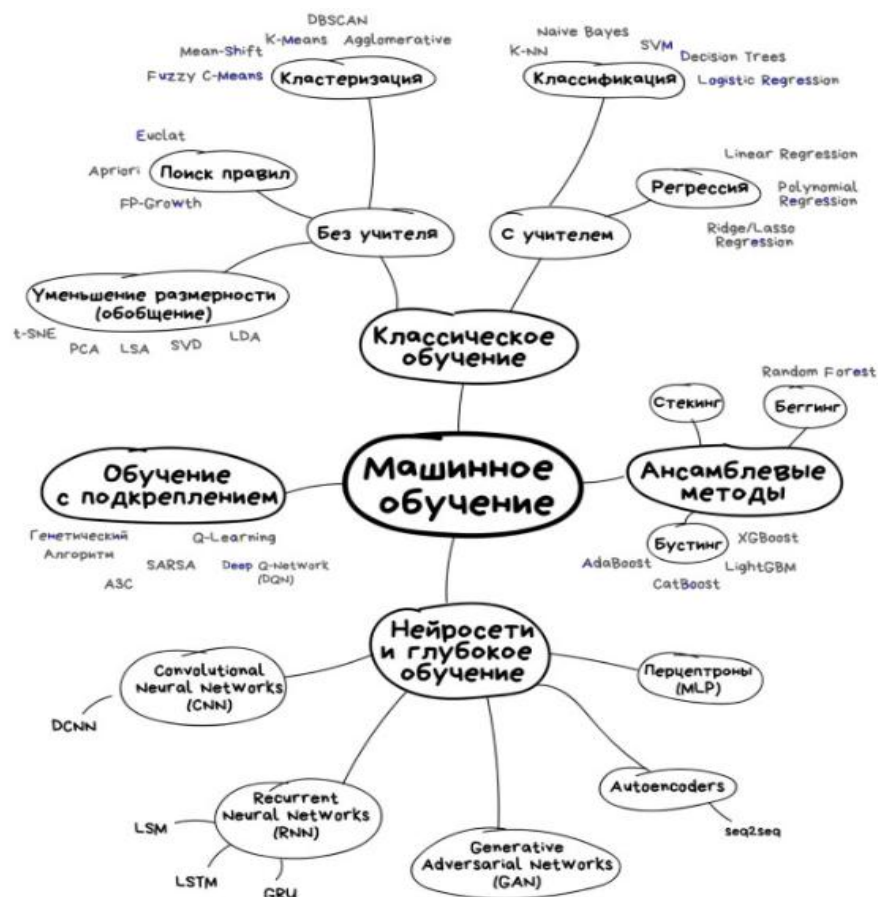 DBSCAN
K-Means
Agglomerative
Mean-Shift
Fuzzy C-Means
Кластеризация
Naive Bayes
K-NN
SVM
Decision Trees
Logistic Regression
Классификация
Euclat
Apriori
FP-Growth
Поиск правил
Linear Regression
Регрессия
Polynomial
Regression
Ridge/Lasso
Regression
Без учителя
С учителем
Уменьшение размерности
(обобщение)
t-SNE
PCA
LSA
SVD
LDA
Классическое
обучение
Random Forest
Стекинг
Беггинг
Обучение
с подкреплением
Машинное
обучение
Ансамблевые
методы
Генетический
Алгоритм
Q-Learning
SARSA
Deep Q-Network
(DQN)
A3C
Бустинг
XGBoost
AdaBoost
LightGBM
CatBoost
Нейросети
и глубокое
обучение
Convolutional
Neural Networks
(CNN)
DCNN
Перцептроны
(MLP)
Recurrent
Neural Networks
(RNN)
LSM
LSTM
GRU
Autoencoders
seq2seq
Generative
Adversarial Networks
(GAN)